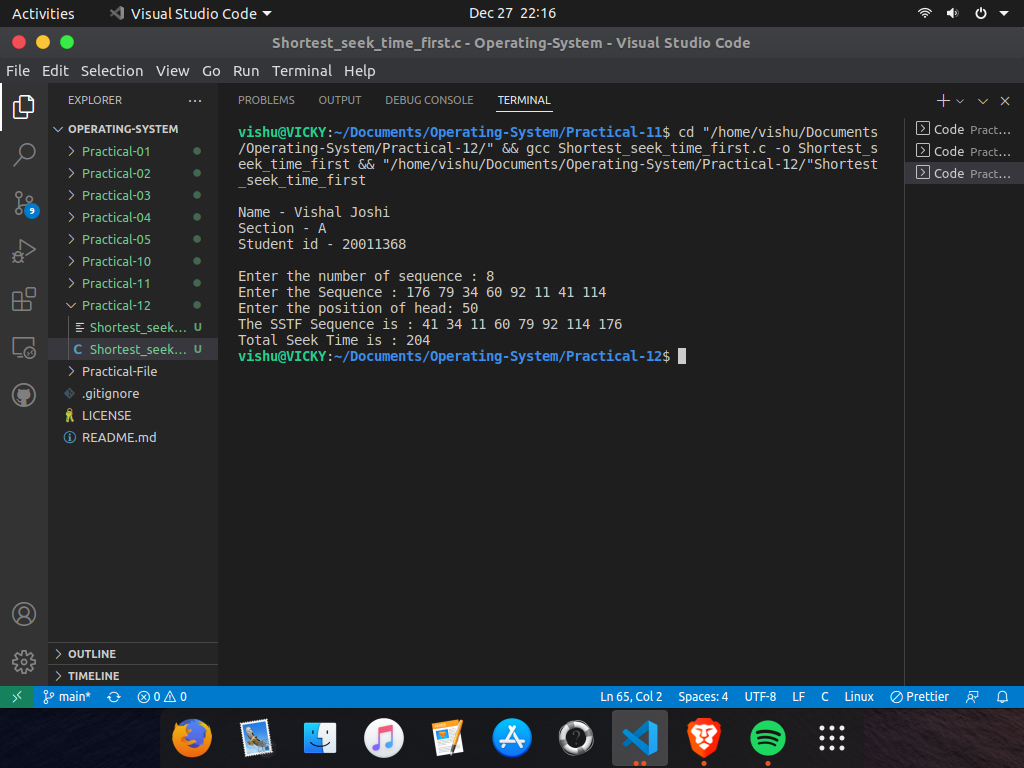 Activities
Visual Studio Code
Dec 27 22:16
Shortest_seek_time_first.c - Operating-System - Visual Studio Code
File Edit Selection View Go Run Terminal Help
EXPLORER
OPERATING-SYSTEM
Practical-01
Practical-02
Practical-03
Practical-04
Practical-05
Practical-10
Practical-11
Practical-12
Shortest_seek... U
C Shortest_seek... U
Practical-File
.gitignore
LICENSE
README.md
OUTLINE
TIMELINE
9
PROBLEMS OUTPUT DEBUG CONSOLE TERMINAL
vishu@VICKY:~/Documents/Operating-System/Practical-11$ cd "/home/vishu/Documents
/Operating-System/Practical-12/" && gcc Shortest_seek_time_first.c -o Shortest_s
eek_time_first && "/home/vishu/Documents/Operating-System/Practical-12/"Shortest
_seek_time_first
Name - Vishal Joshi
Section - A
Student id - 20011368
Enter the number of sequence : 8
Enter the Sequence : 176 79 34 60 92 11 41 114
Enter the position of head: 50
The SSTF Sequence is : 41 34 11 60 79 92 114 176
Total Seek Time is : 204
vishu@VICKY:~/Documents/Operating-System/Practical-12$
Code Pract...
Code Pract...
Code Pract...
main* 0 0 Ln 65, Col 2 Spaces: 4 UTF-8 LF C Linux Prettier